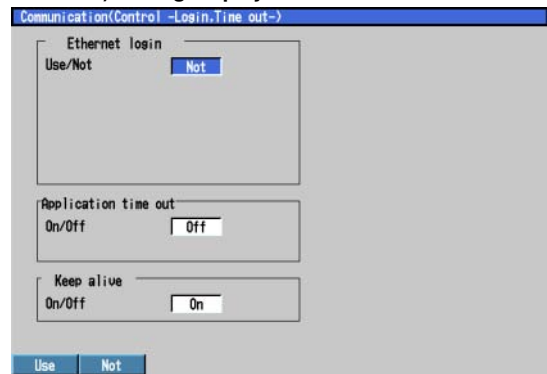 Communication(Control -Login.Time out-)
Ethernet login
Use/Not Not
Application time out
On/Off Off
Keep alive
On/Off On
Use Not